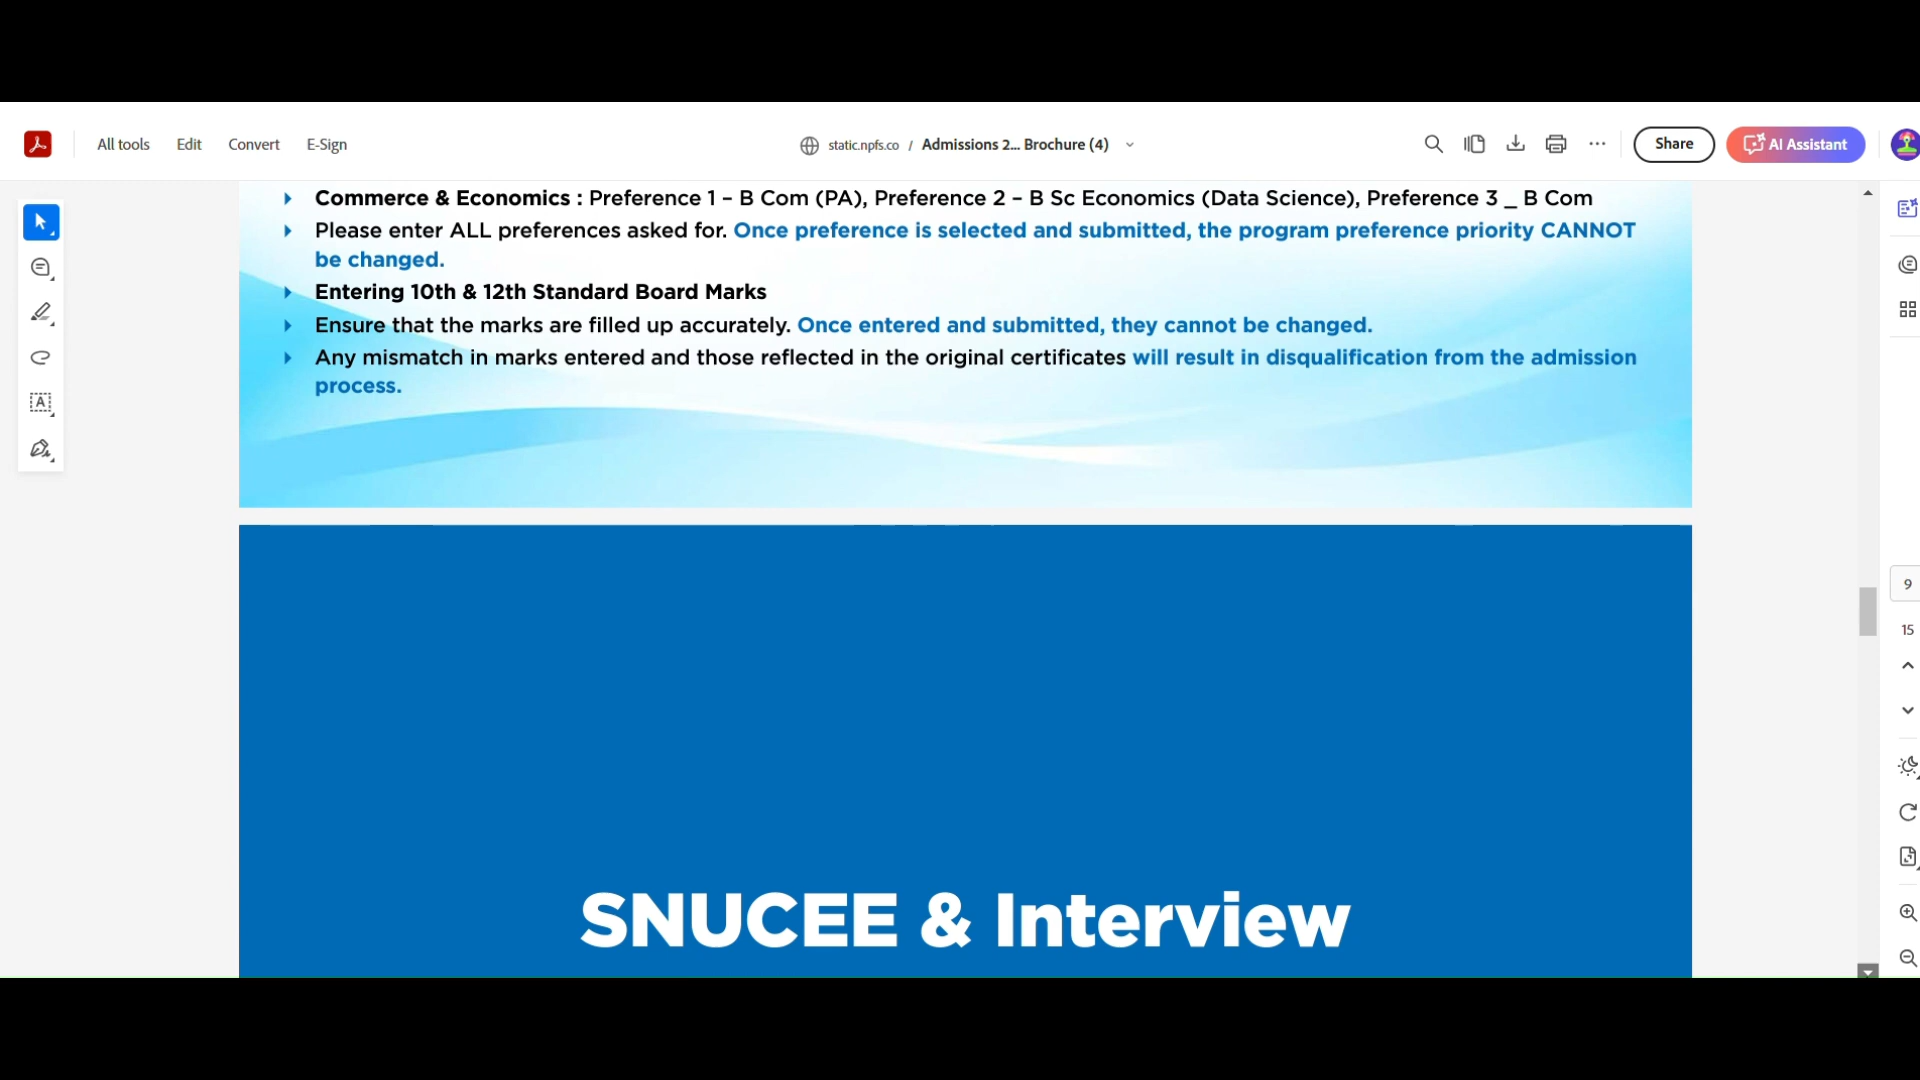 All tools Edit Convert E-Sign static.npfs.co / Admissions 2... Brochure (4) Share AI Assistant
Commerce & Economics : Preference 1 – B Com (PA), Preference 2 – B Sc Economics (Data Science), Preference 3 _ B Com
Please enter ALL preferences asked for. Once preference is selected and submitted, the program preference priority CANNOT
be changed.
Entering 10th & 12th Standard Board Marks
Ensure that the marks are filled up accurately. Once entered and submitted, they cannot be changed.
Any mismatch in marks entered and those reflected in the original certificates will result in disqualification from the admission
process.
9
15
SNUCEE & Interview